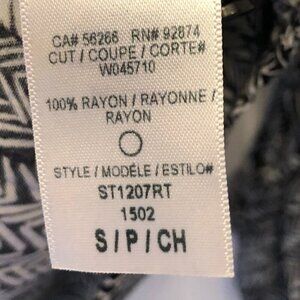 CA# 56266 RN# 92874
CUT / COUPE / CORTE#
W045710
100% RAYON / RAYONNE /
RAYON
STYLE / MODÈLE / ESTILO#
ST1207RT
1502
S / P / CH